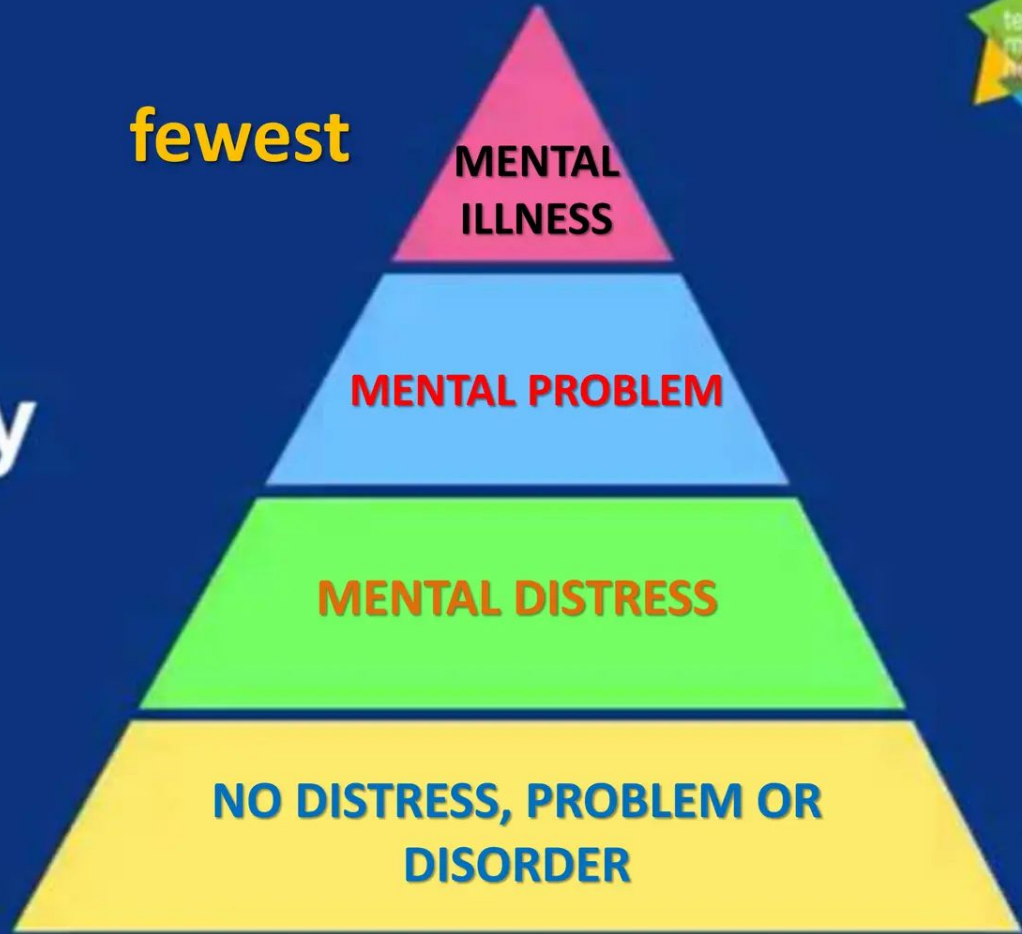 fewest
MENTAL
ILLNESS
MENTAL PROBLEM
y
MENTAL DISTRESS
NO DISTRESS, PROBLEM OR
DISORDER